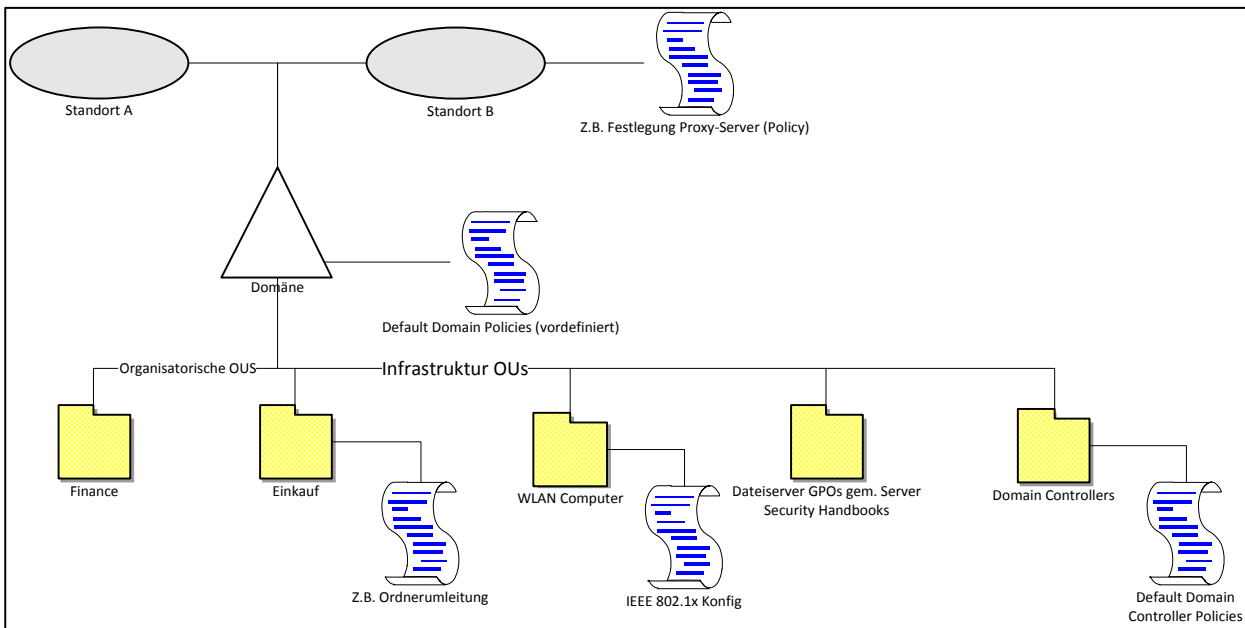 Standort A
Standort B
Z.B. Festlegung Proxy-Server (Policy)
Domäne
Default Domain Policies (vordefiniert)
Organisatorische OUS
Infrastruktur OUs
Finance
Einkauf
WLAN Computer
Dateiserver GPOs gem. Server
Security Handbooks
Domain Controllers
Z.B. Ordnerumleitung
IEEE 802.1x Konfig
Default Domain
Controller Policies